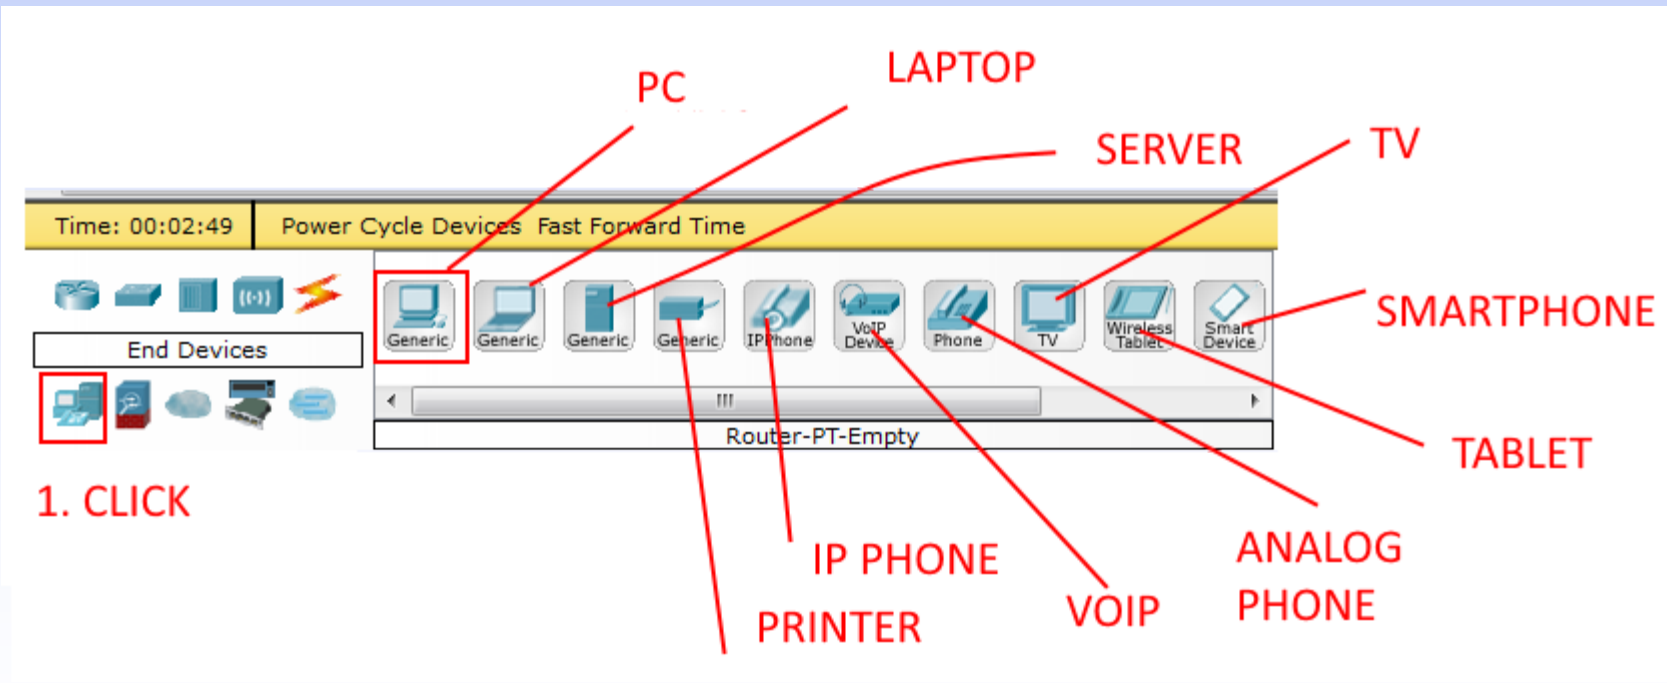 PC
LAPTOP
SERVER
TV
Time: 00:02:49
Power Cycle Devices Fast Forward Time
Generic
Generic
Generic
Generic
IPPhone
VoIP
Device
Phone
TV
Wireless
Tablet
Smart
Device
SMARTPHONE
End Devices
Router-PT-Empty
TABLET
1. CLICK
IP PHONE
ANALOG
PHONE
VOIP
PRINTER